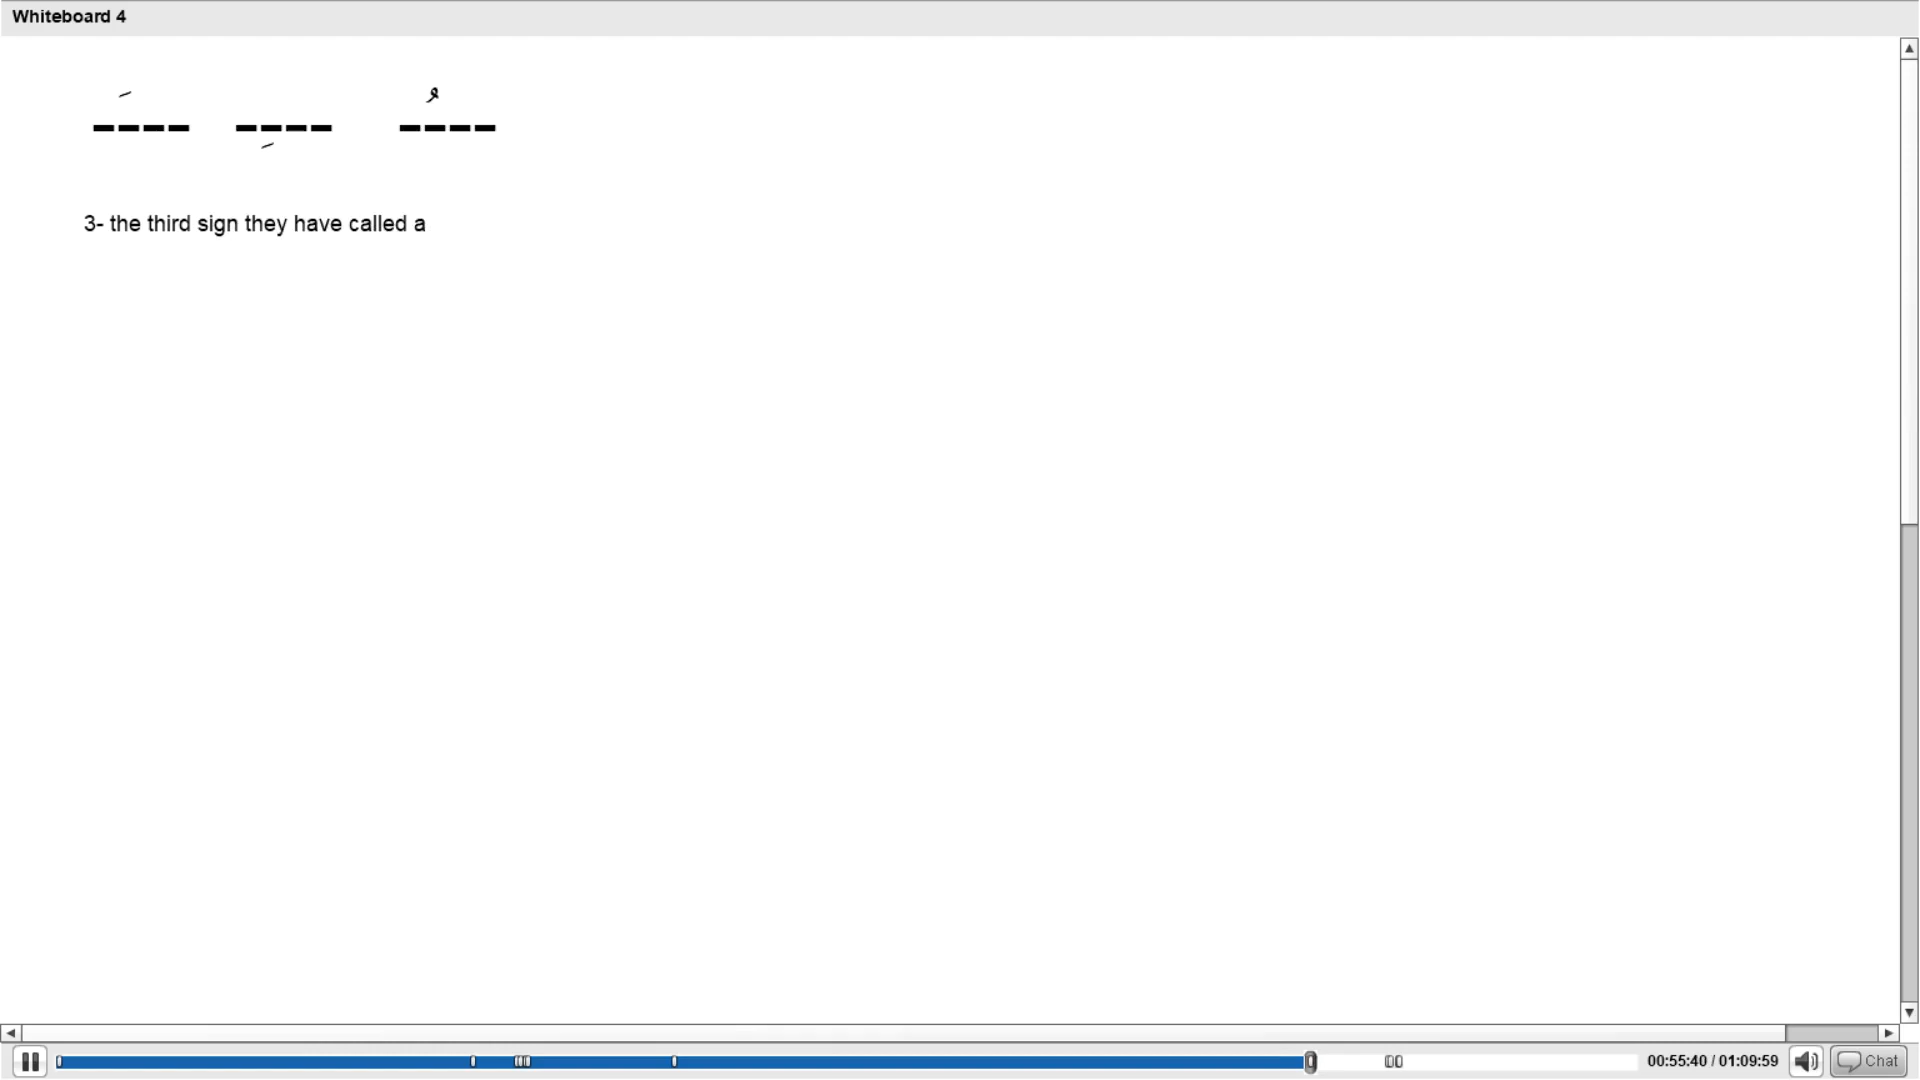 Whiteboard 4
َ ُ
---- ---- ----
ِ
3- the third sign they have called a
00:55:40 / 01:09:59 Chat